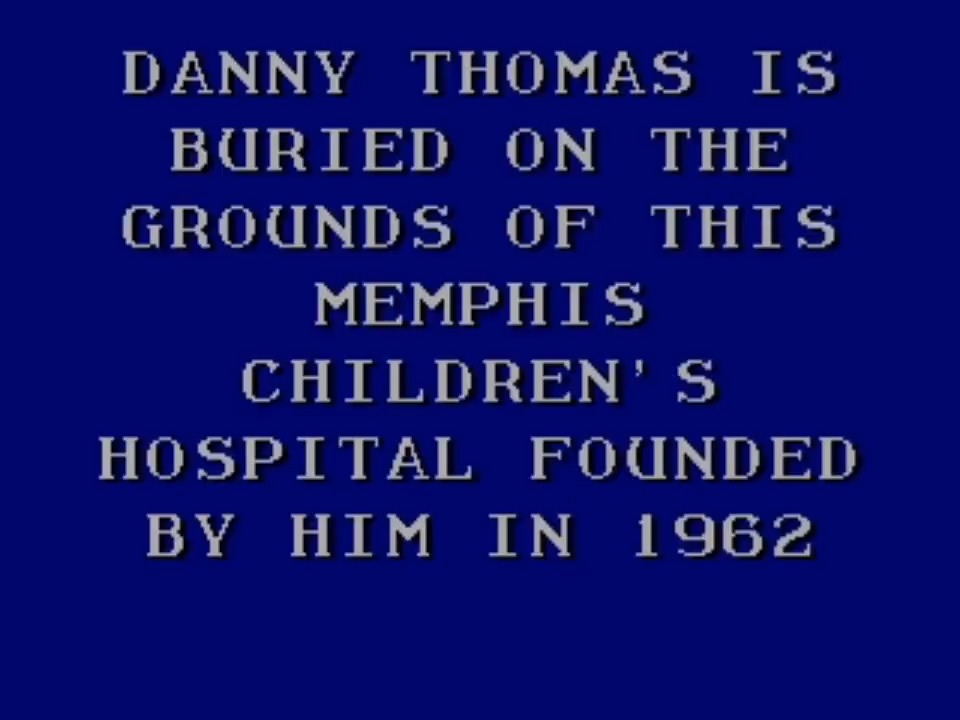 DANNY THOMAS IS
BURIED ON THE
GROUNDS OF THIS
MEMPHIS
CHILDREN'S
HOSPITAL FOUNDED
BY HIM IN 1962